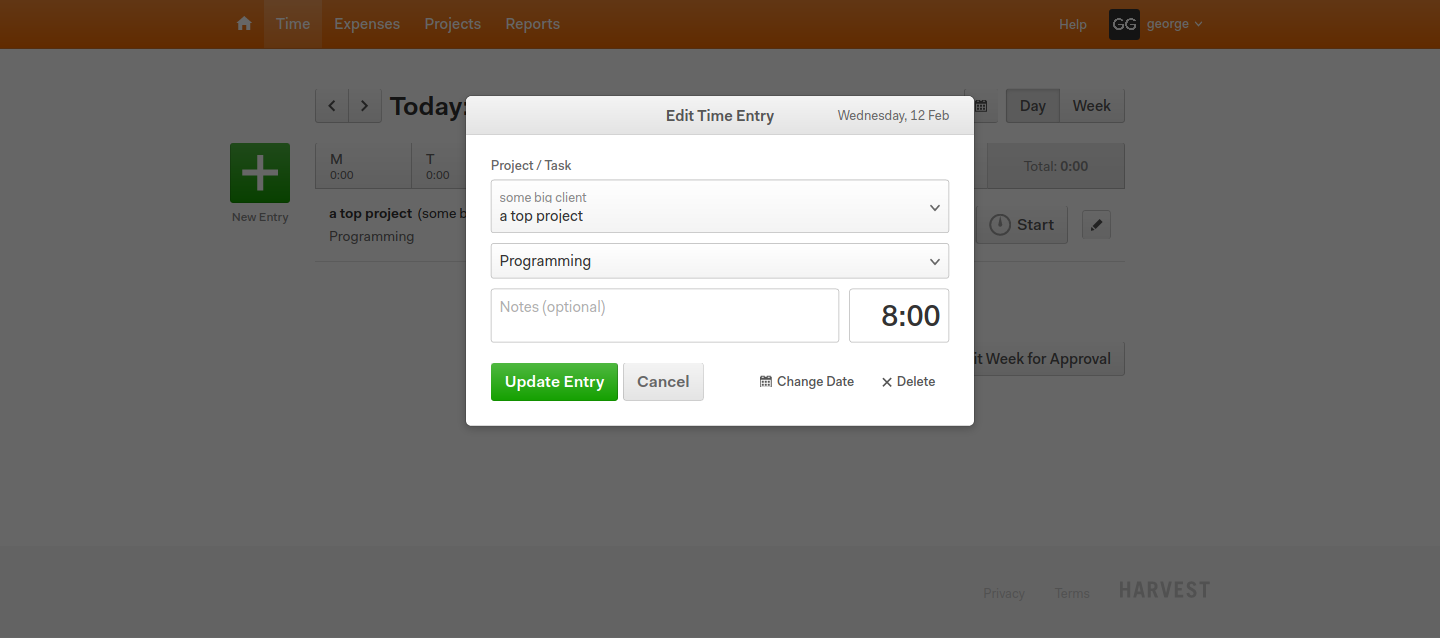 Time Expenses Projects Reports Help GG george
Today: Day Week
Edit Time Entry Wednesday, 12 Feb
M T Total: 0:00
0:00 0:00
New Entry
a top project (some b
Programming
Start
Project / Task
some big client
a top project
Programming
Notes (optional) 8:00
it Week for Approval
Update Entry Cancel Change Date Delete
Privacy Terms HARVEST